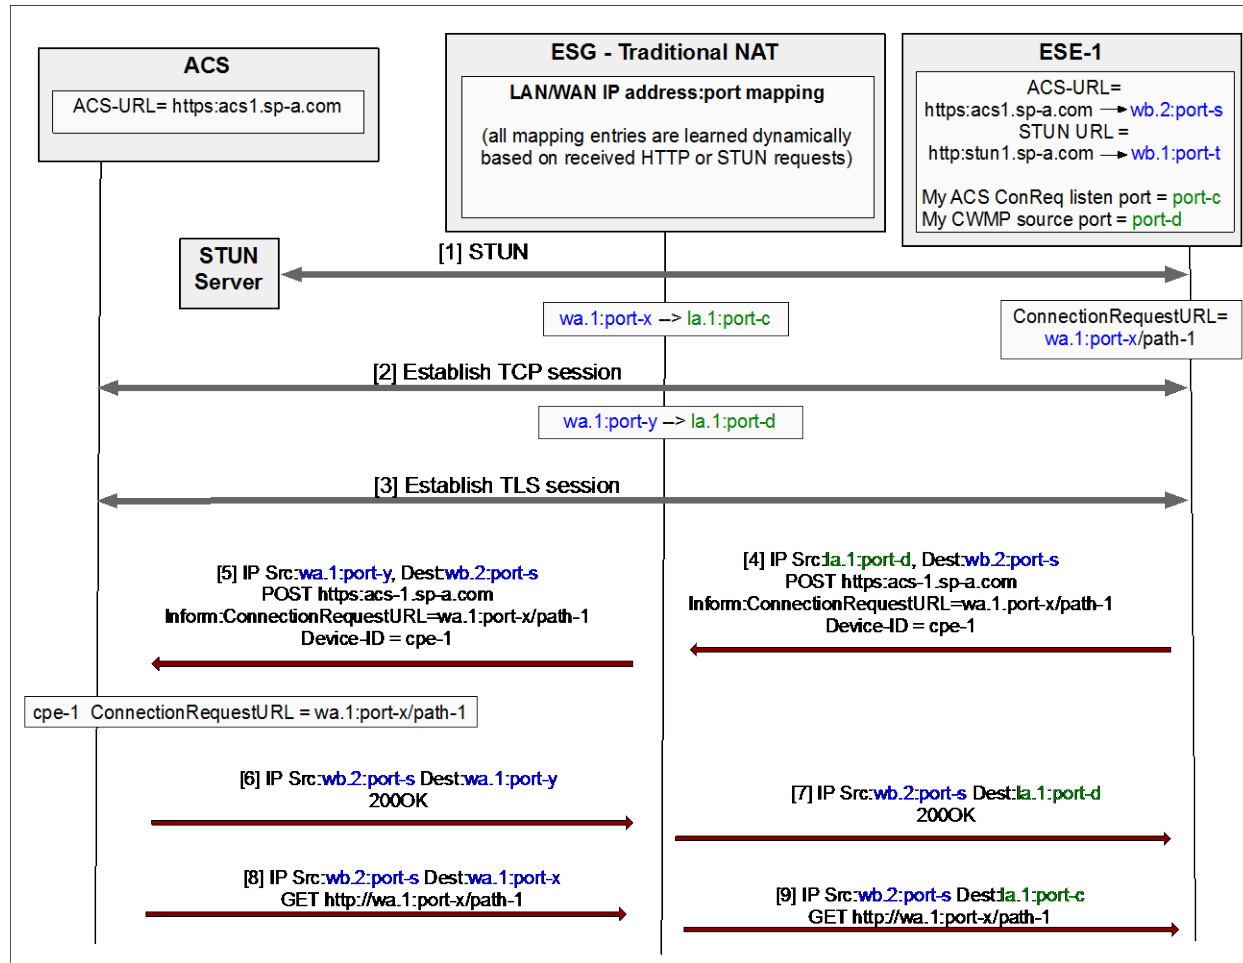 ACS
ACS-URL= https:acs1.sp-a.com
ESG - Traditional NAT
LAN/WAN IP address:port mapping
(all mapping entries are learned dynamically
based on received HTTP or STUN requests)
ESE-1
ACS-URL=
https:acs1.sp-a.com wb.2:port-s
STUN URL =
http:stun1.sp-a.com wb.1:port-t
My ACS ConReq listen port = port-c
My CWMP source port = port-d
STUN
Server
[1] STUN
wa.1:port-x --> la.1:port-c
ConnectionRequestURL=
wa.1:port-x/path-1
[2] Establish TCP session
wa.1:port-y --> la.1:port-d
[3] Establish TLS session
[4] IP Src:la.1:port-d, Dest:wb.2:port-s
POST https:acs-1.sp-a.com
Inform:ConnectionRequestURL=wa.1.port-x/path-1
Device-ID = cpe-1
[5] IP Src:wa.1:port-y, Dest:wb.2:port-s
POST https:acs-1.sp-a.com
Inform:ConnectionRequestURL=wa.1:port-x/path-1
Device-ID = cpe-1
cpe-1 ConnectionRequestURL = wa.1:port-x/path-1
[6] IP Src:wb.2:port-s Dest:wa.1:port-y
200OK
[7] IP Src:wb.2:port-s Dest:la.1:port-d
200OK
[8] IP Src:wb.2:port-s Dest:wa.1:port-x
GET http://wa.1:port-x/path-1
[9] IP Src:wb.2:port-s Dest:la.1:port-c
GET http://wa.1:port-x/path-1